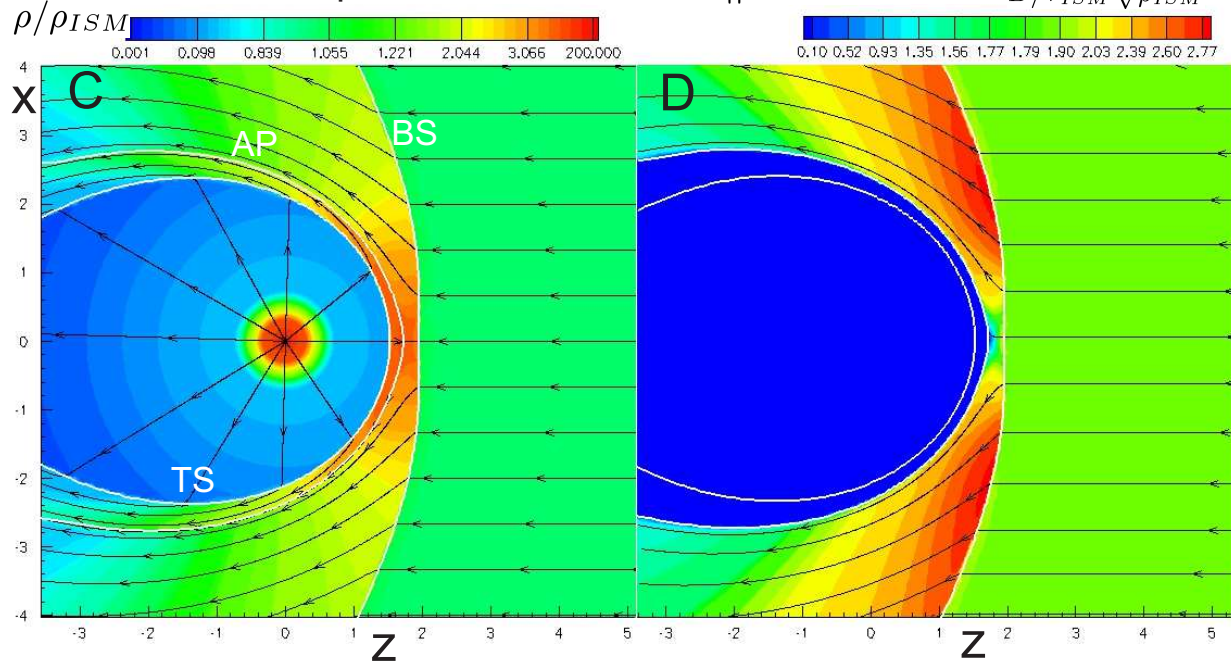 ρ/ρISM
0.001 0.098 0.839 1.055 1.221 2.044 3.066 200.000
0.10 0.52 0.93 1.35 1.56 1.77 1.79 1.90 2.03 2.39 2.60 2.77
C
D
AP
BS
TS
x
4
3
2
1
0
-1
-2
-3
-4
-3 -2 -1 0 1 2 3 4 5
-3 -2 -1 0 1 2 3 4 5
z
z